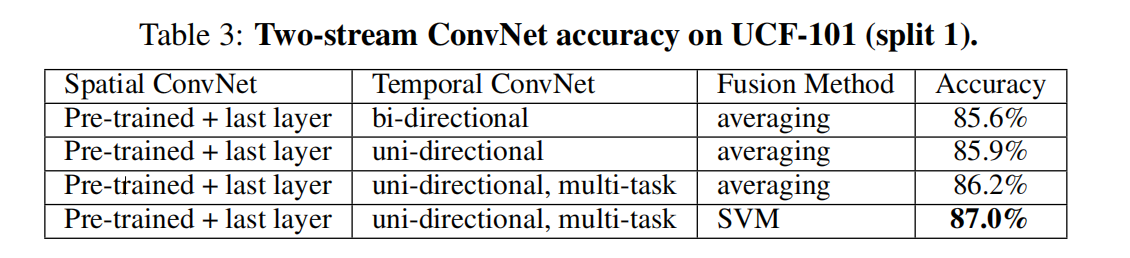 Table 3: Two-stream ConvNet accuracy on UCF-101 (split 1).
Spatial ConvNet Temporal ConvNet Fusion Method Accuracy
Pre-trained + last layer bi-directional averaging 85.6%
Pre-trained + last layer uni-directional averaging 85.9%
Pre-trained + last layer uni-directional, multi-task averaging 86.2%
Pre-trained + last layer uni-directional, multi-task SVM 87.0%